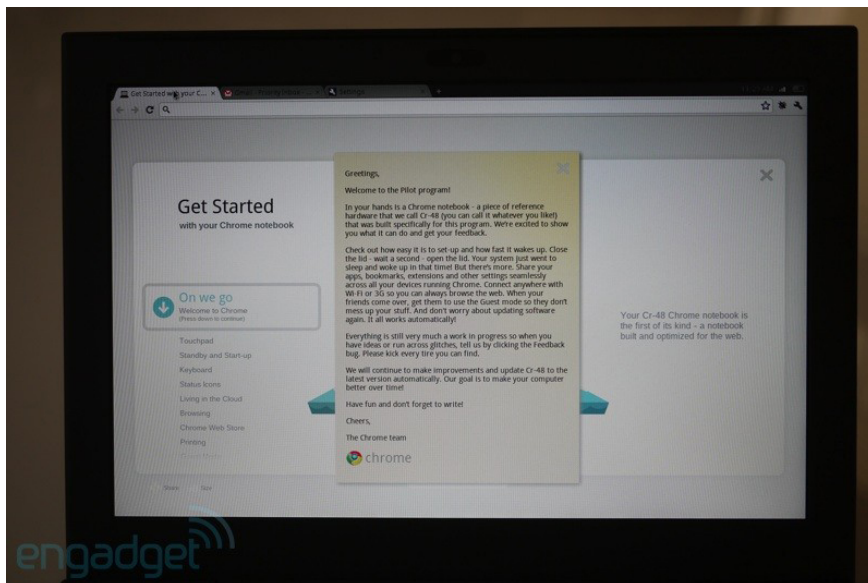 Get Started with your C...
Settings
Get Started
with your Chrome notebook
On we go
Welcome to Chrome
(Press down to continue)
Touchpad
Standby and Start-up
Keyboard
Status Icons
Living in the Cloud
Browsing
Chrome Web Store
Printing
Greetings,
Welcome to the Pilot program!
In your hands is a Chrome notebook - a piece of reference
hardware that we call Cr-48 (you can call it whatever you like!)
that was built specifically for this program. We're excited to show
you what it can do and get your feedback.
Check out how easy it is to set-up and how fast it wakes up. Close
the lid - wait a second - open the lid. Your system just went to
sleep and woke up in that time! But there's more. Share your
apps, bookmarks, extensions and other settings seamlessly
across all your devices running Chrome. Connect anywhere with
Wi-Fi or 3G so you can always browse the web. When your
friends come over, get them to use the Guest mode so they don't
mess up your stuff. And don't worry about updating software
again. It all works automatically!
Everything is still very much a work in progress so when you
have ideas or run across glitches, tell us by clicking the Feedback
bug. Please kick every tire you can find.
We will continue to make improvements and update Cr-48 to the
latest version automatically. Our goal is to make your computer
better over time!
Have fun and don't forget to write!
Cheers,
The Chrome team
chrome
Your Cr-48 Chrome notebook is
the first of its kind - a notebook
built and optimized for the web.
Share
engadget